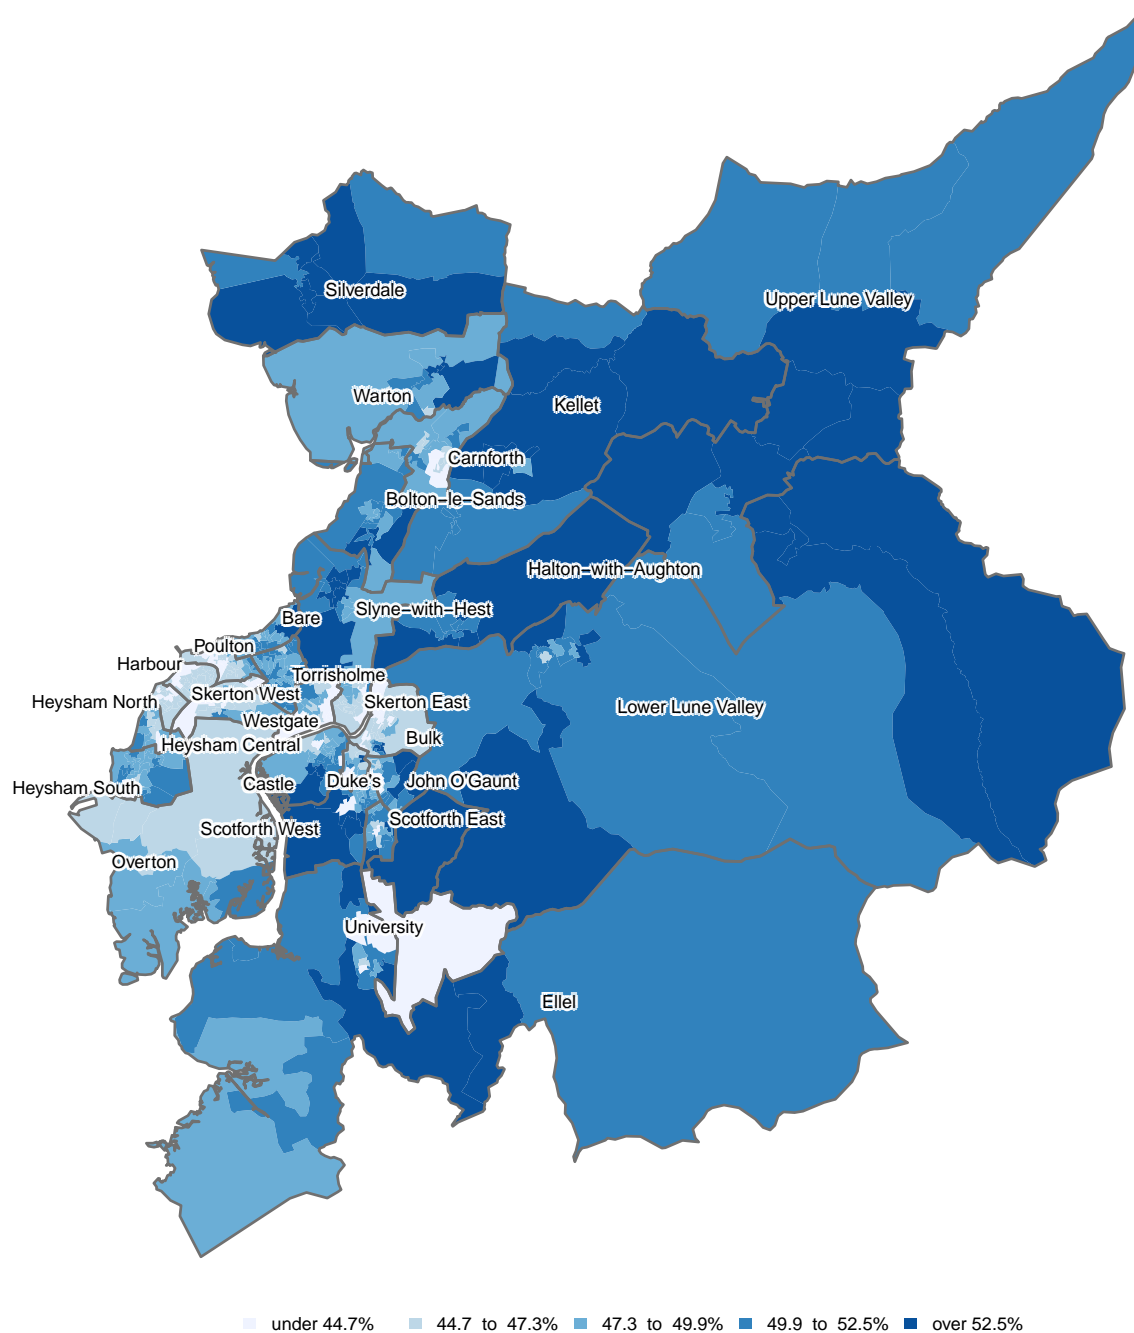 Silverdale
Upper Lune Valley
Warton
Kellet
Carnforth
Bolton–le–Sands
Halton–with–Aughton
Slyne–with–Hest
Bare
Poulton
Harbour
Torrisholme
Skerton West
Heysham North
Skerton East
Lower Lune Valley
Westgate
Bulk
Heysham Central
Duke's
John O'Gaunt
Castle
Heysham South
Scotforth East
Scotforth West
Overton
University
Ellel
under 44.7%
44.7 to 47.3%
47.3 to 49.9%
49.9 to 52.5%
over 52.5%